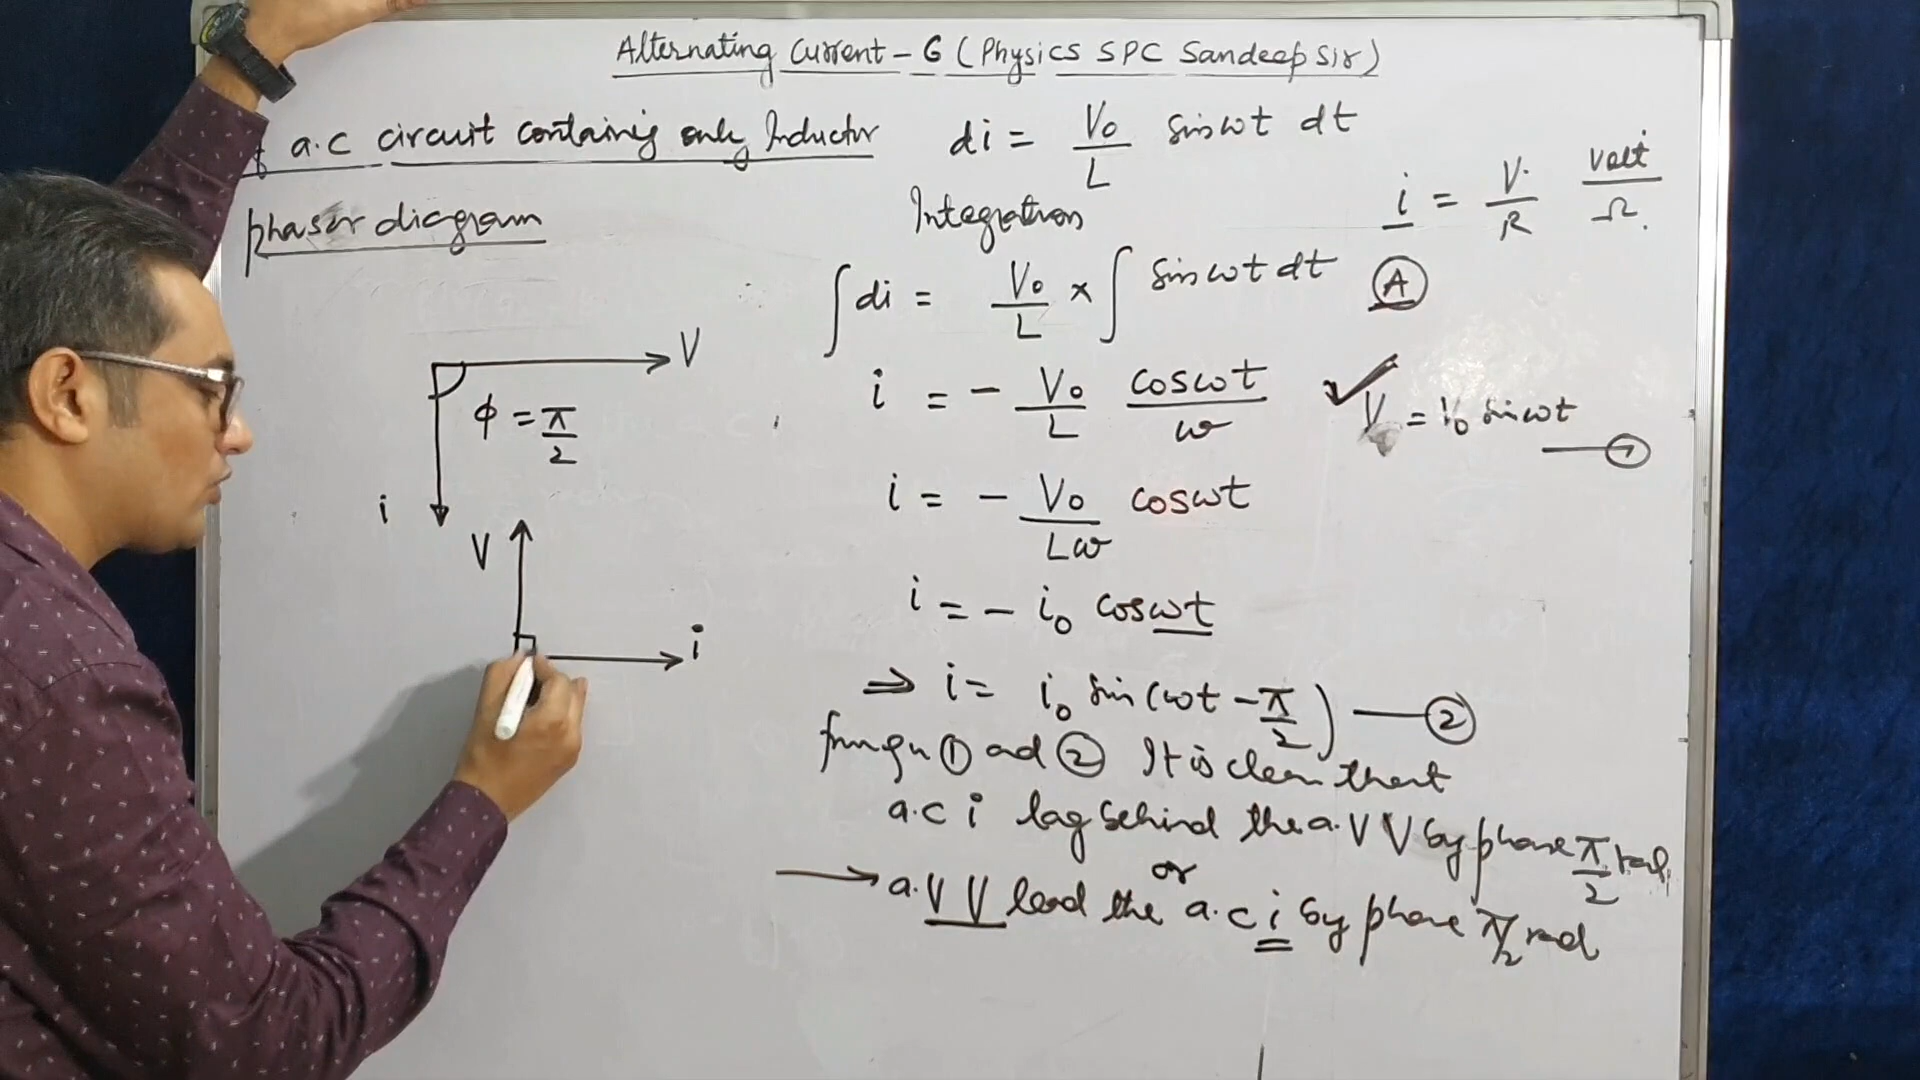 Alternating Current - 6 (Physics SPC Sandeep Sir)
a.c circuit containing only Inductor
phasor diagram
V
ϕ = π/2
i
V
i
di = V₀/L sinωt dt
Integration
∫di = V₀/L × ∫ sinωt dt
i = - V₀/L cosωt/ω
i = - V₀/Lω cosωt
i = - i₀ cosωt
⇒ i = i₀ sin(ωt - π/2) — ②
from eqn ① and ② It is clear that
a.c i lag behind the a.V V by phase π/2 rad,
or
→ a.V V lead the a.c i by phase π/2 rad
i = V/R volt/Ω
Ⓐ
✓ V = V₀ sinωt
— ①